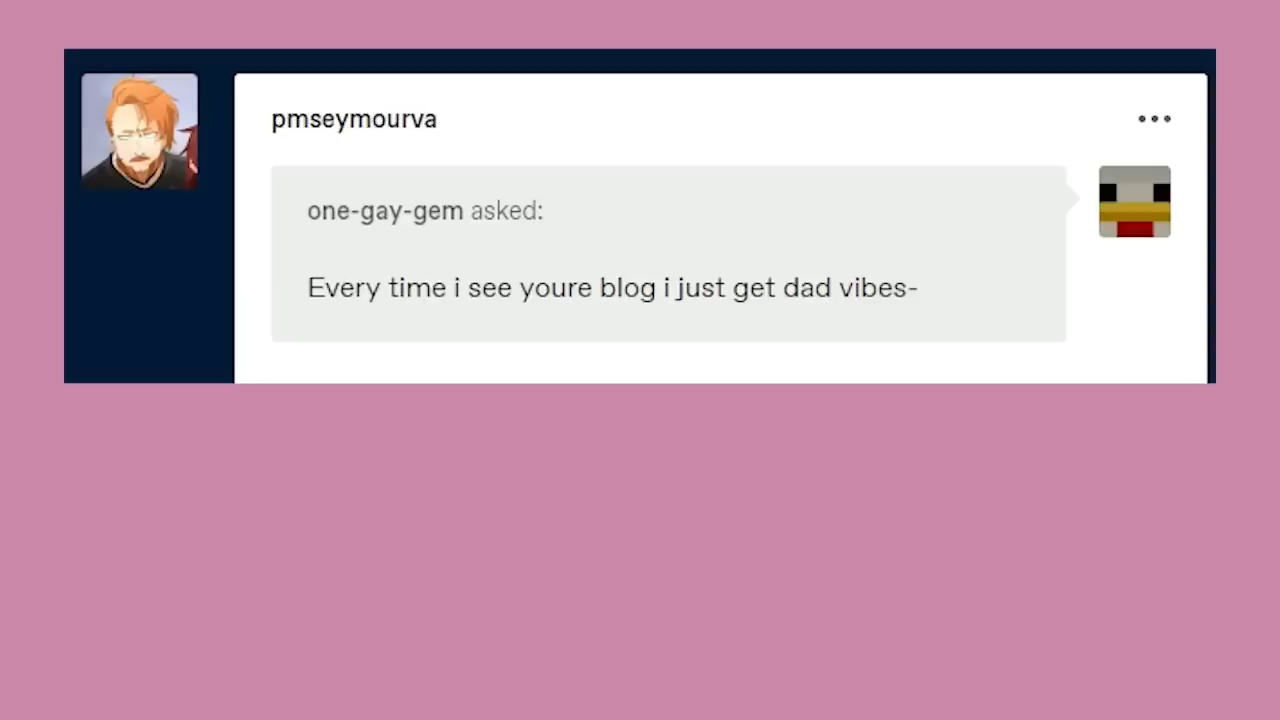 pmseymourva
one-gay-gem asked:
Every time i see youre blog i just get dad vibes-